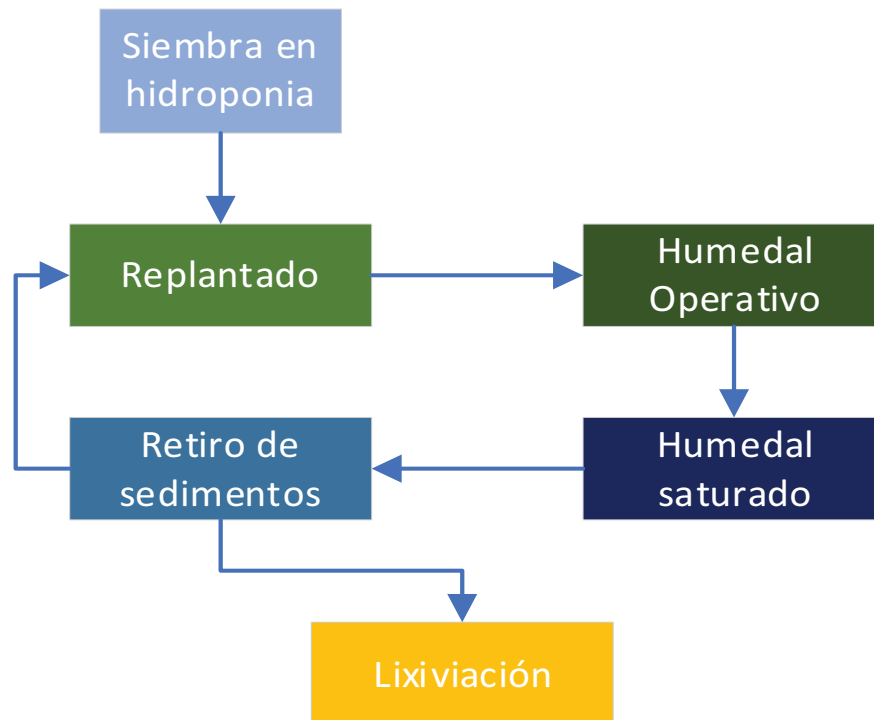 Siembra en
hidroponia
Replantado
Humedal
Operativo
Retiro de
sedimentos
Humedal
saturado
Lixiviación